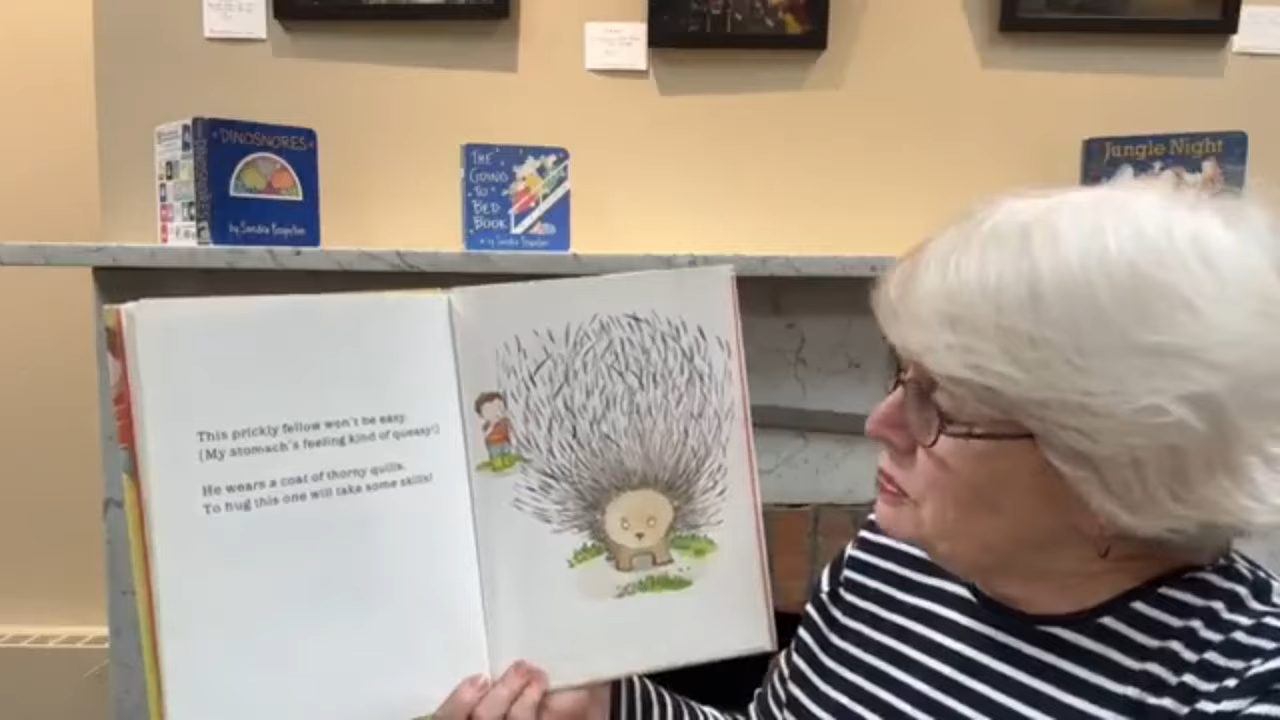 DINOSNORES
by Sandra Boynton
THE
GOING
TO
BED
BOOK
by Sandra Boynton
Jungle Night
This prickly fellow won't be easy.
(My stomach's feeling kind of queasy!)
He wears a coat of thorny quills.
To hug this one will take some skills!